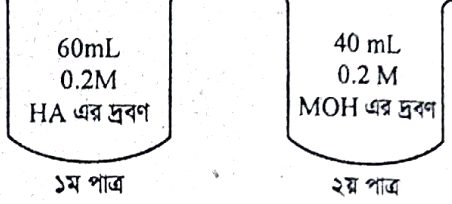 60mL
0.2M
HA এর দ্রবণ
১ম পাত্র
40 mL
0.2 M
MOH এর দ্রবণ
২য় পাত্র